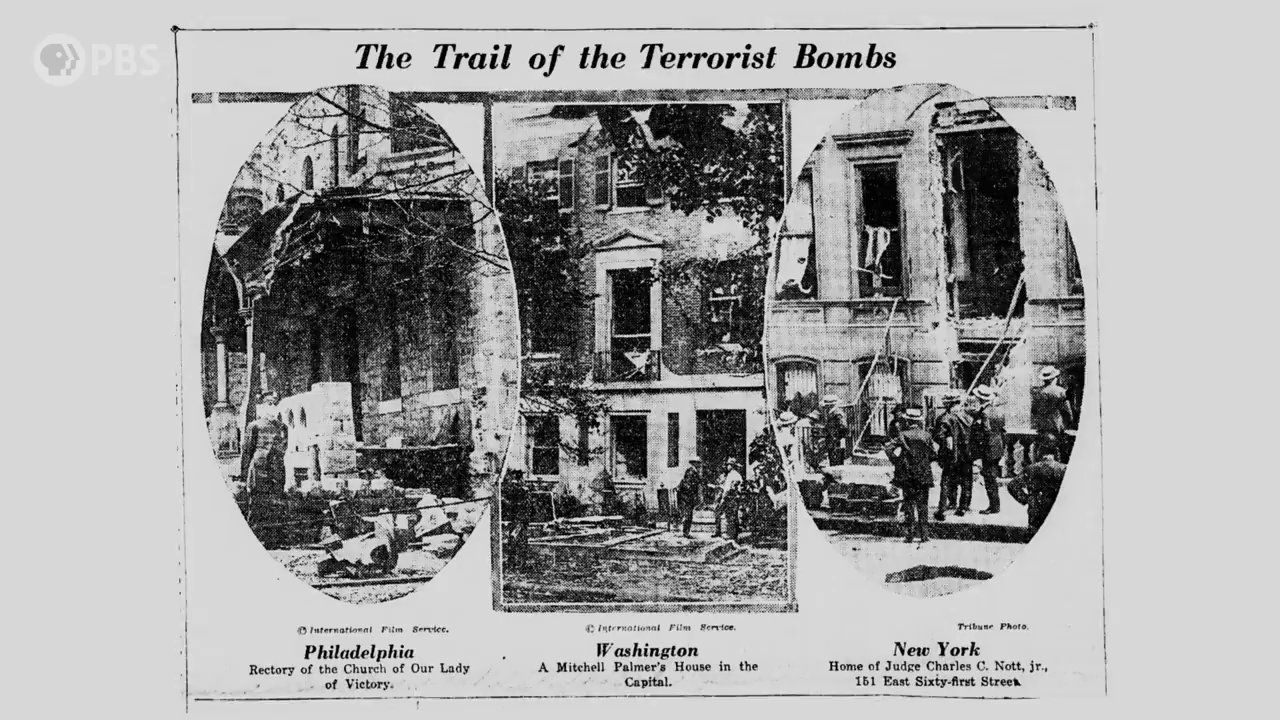 PBS
The Trail of the Terrorist Bombs
© International Film Service.
© International Film Service.
Tribune Photo.
Philadelphia
Rectory of the Church of Our Lady
of Victory.
Washington
A Mitchell Palmer's House in the
Capital.
New York
Home of Judge Charles C. Nott, jr.,
151 East Sixty-first Street.